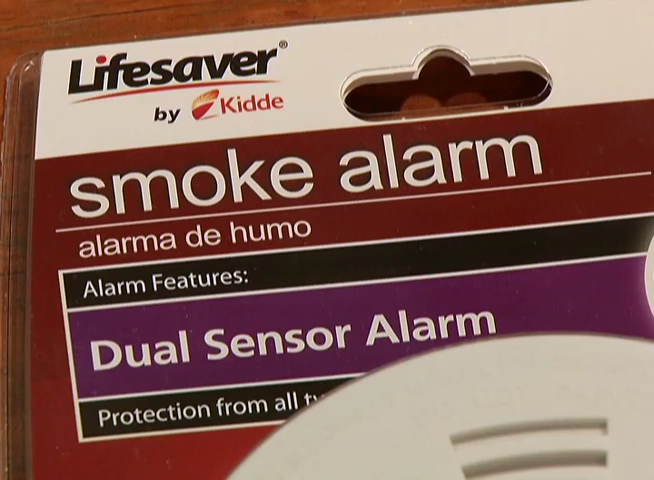 Lifesaver®
by Kidde
smoke alarm
alarma de humo
Alarm Features:
Dual Sensor Alarm
Protection from all